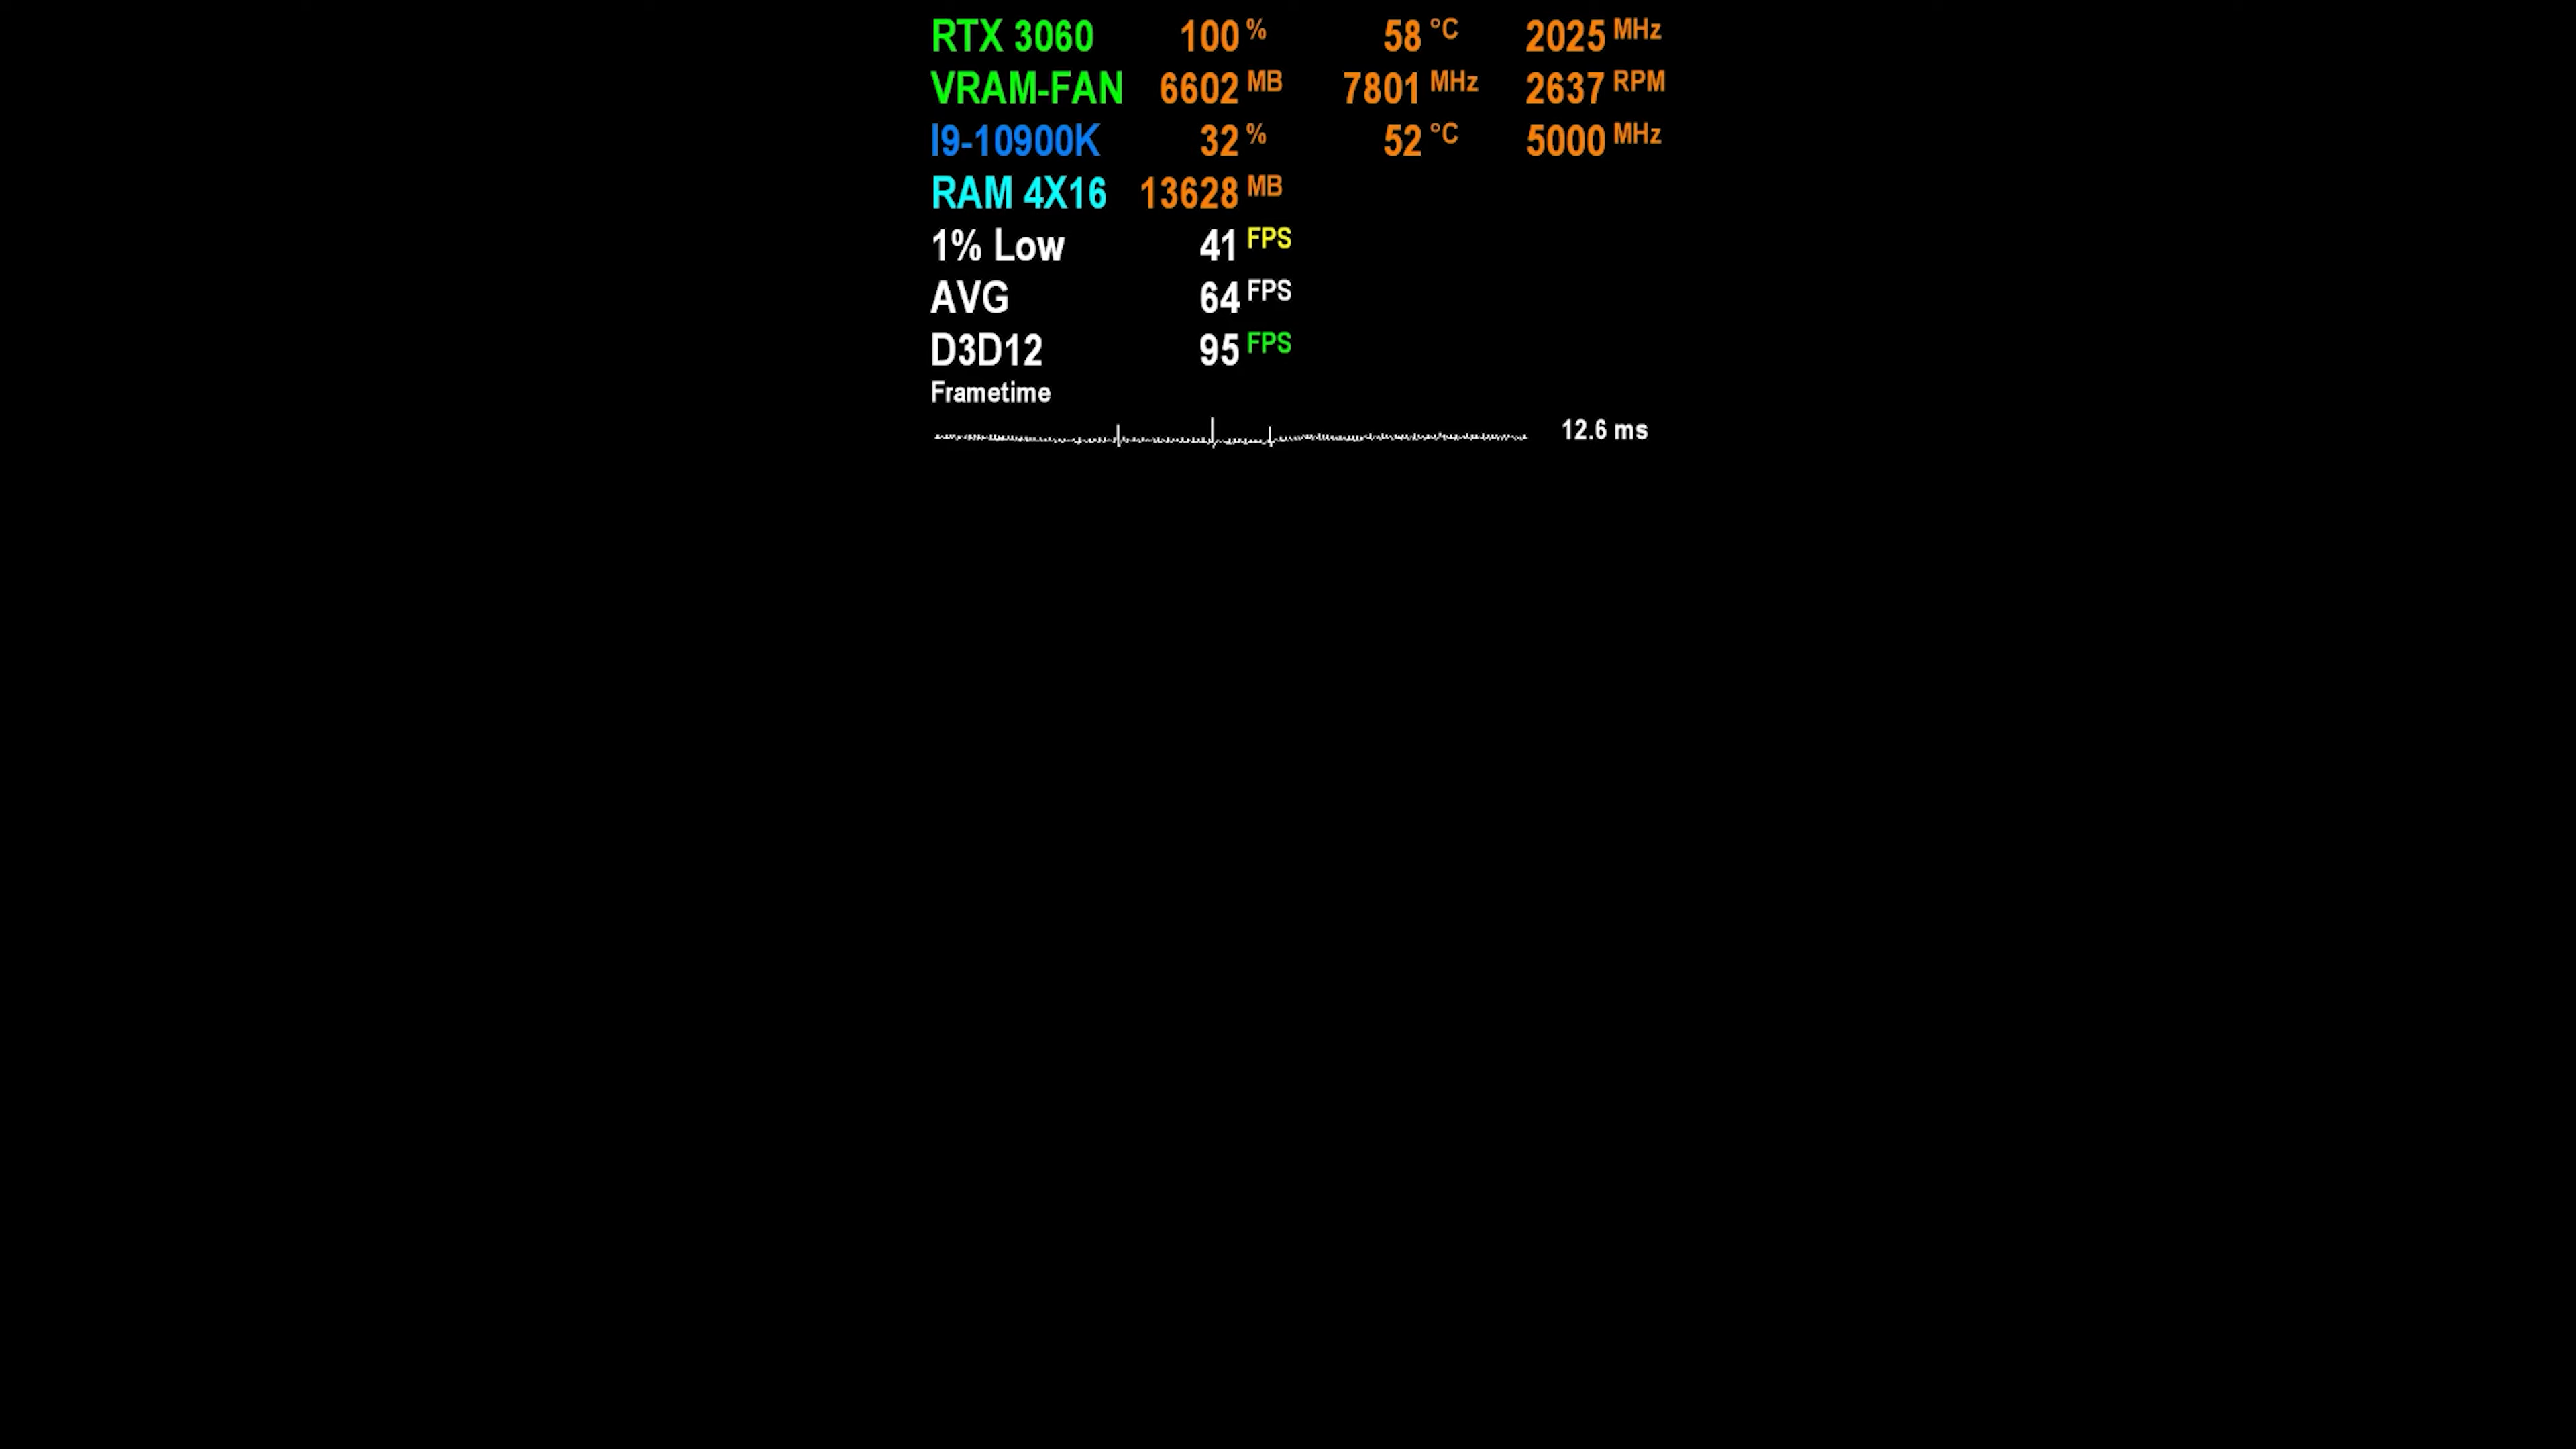 RTX 3060 100 % 58 °C 2025 MHz
VRAM-FAN 6602 MB 7801 MHz 2637 RPM
I9-10900K 32 % 52 °C 5000 MHz
RAM 4X16 13628 MB
1% Low 41 FPS
AVG 64 FPS
D3D12 95 FPS
Frametime
12.6 ms